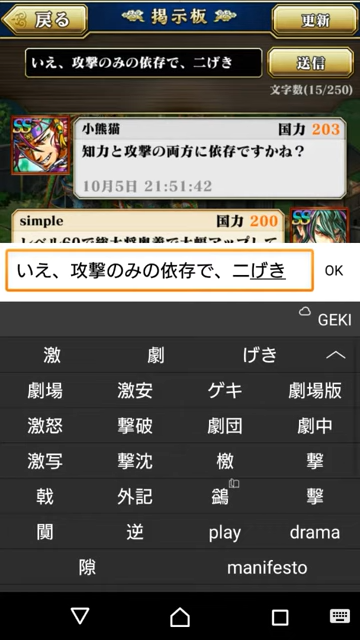 戻る
掲示板
更新
いえ、攻撃のみの依存で、二げき
送信
文字数(15/250)
SS
小熊猫
国力 203
知力と攻撃の両方に依存ですかね？
10月5日 21:51:42
simple
国力 200
SS
いえ、攻撃のみの依存で、二げき
OK
GEKI
激 劇 げき
劇場 激安 ゲキ 劇場版
激怒 撃破 劇団 劇中
激写 撃沈 檄 撃
戟 外記 鷁 撃
闃 逆 play drama
隙 manifesto